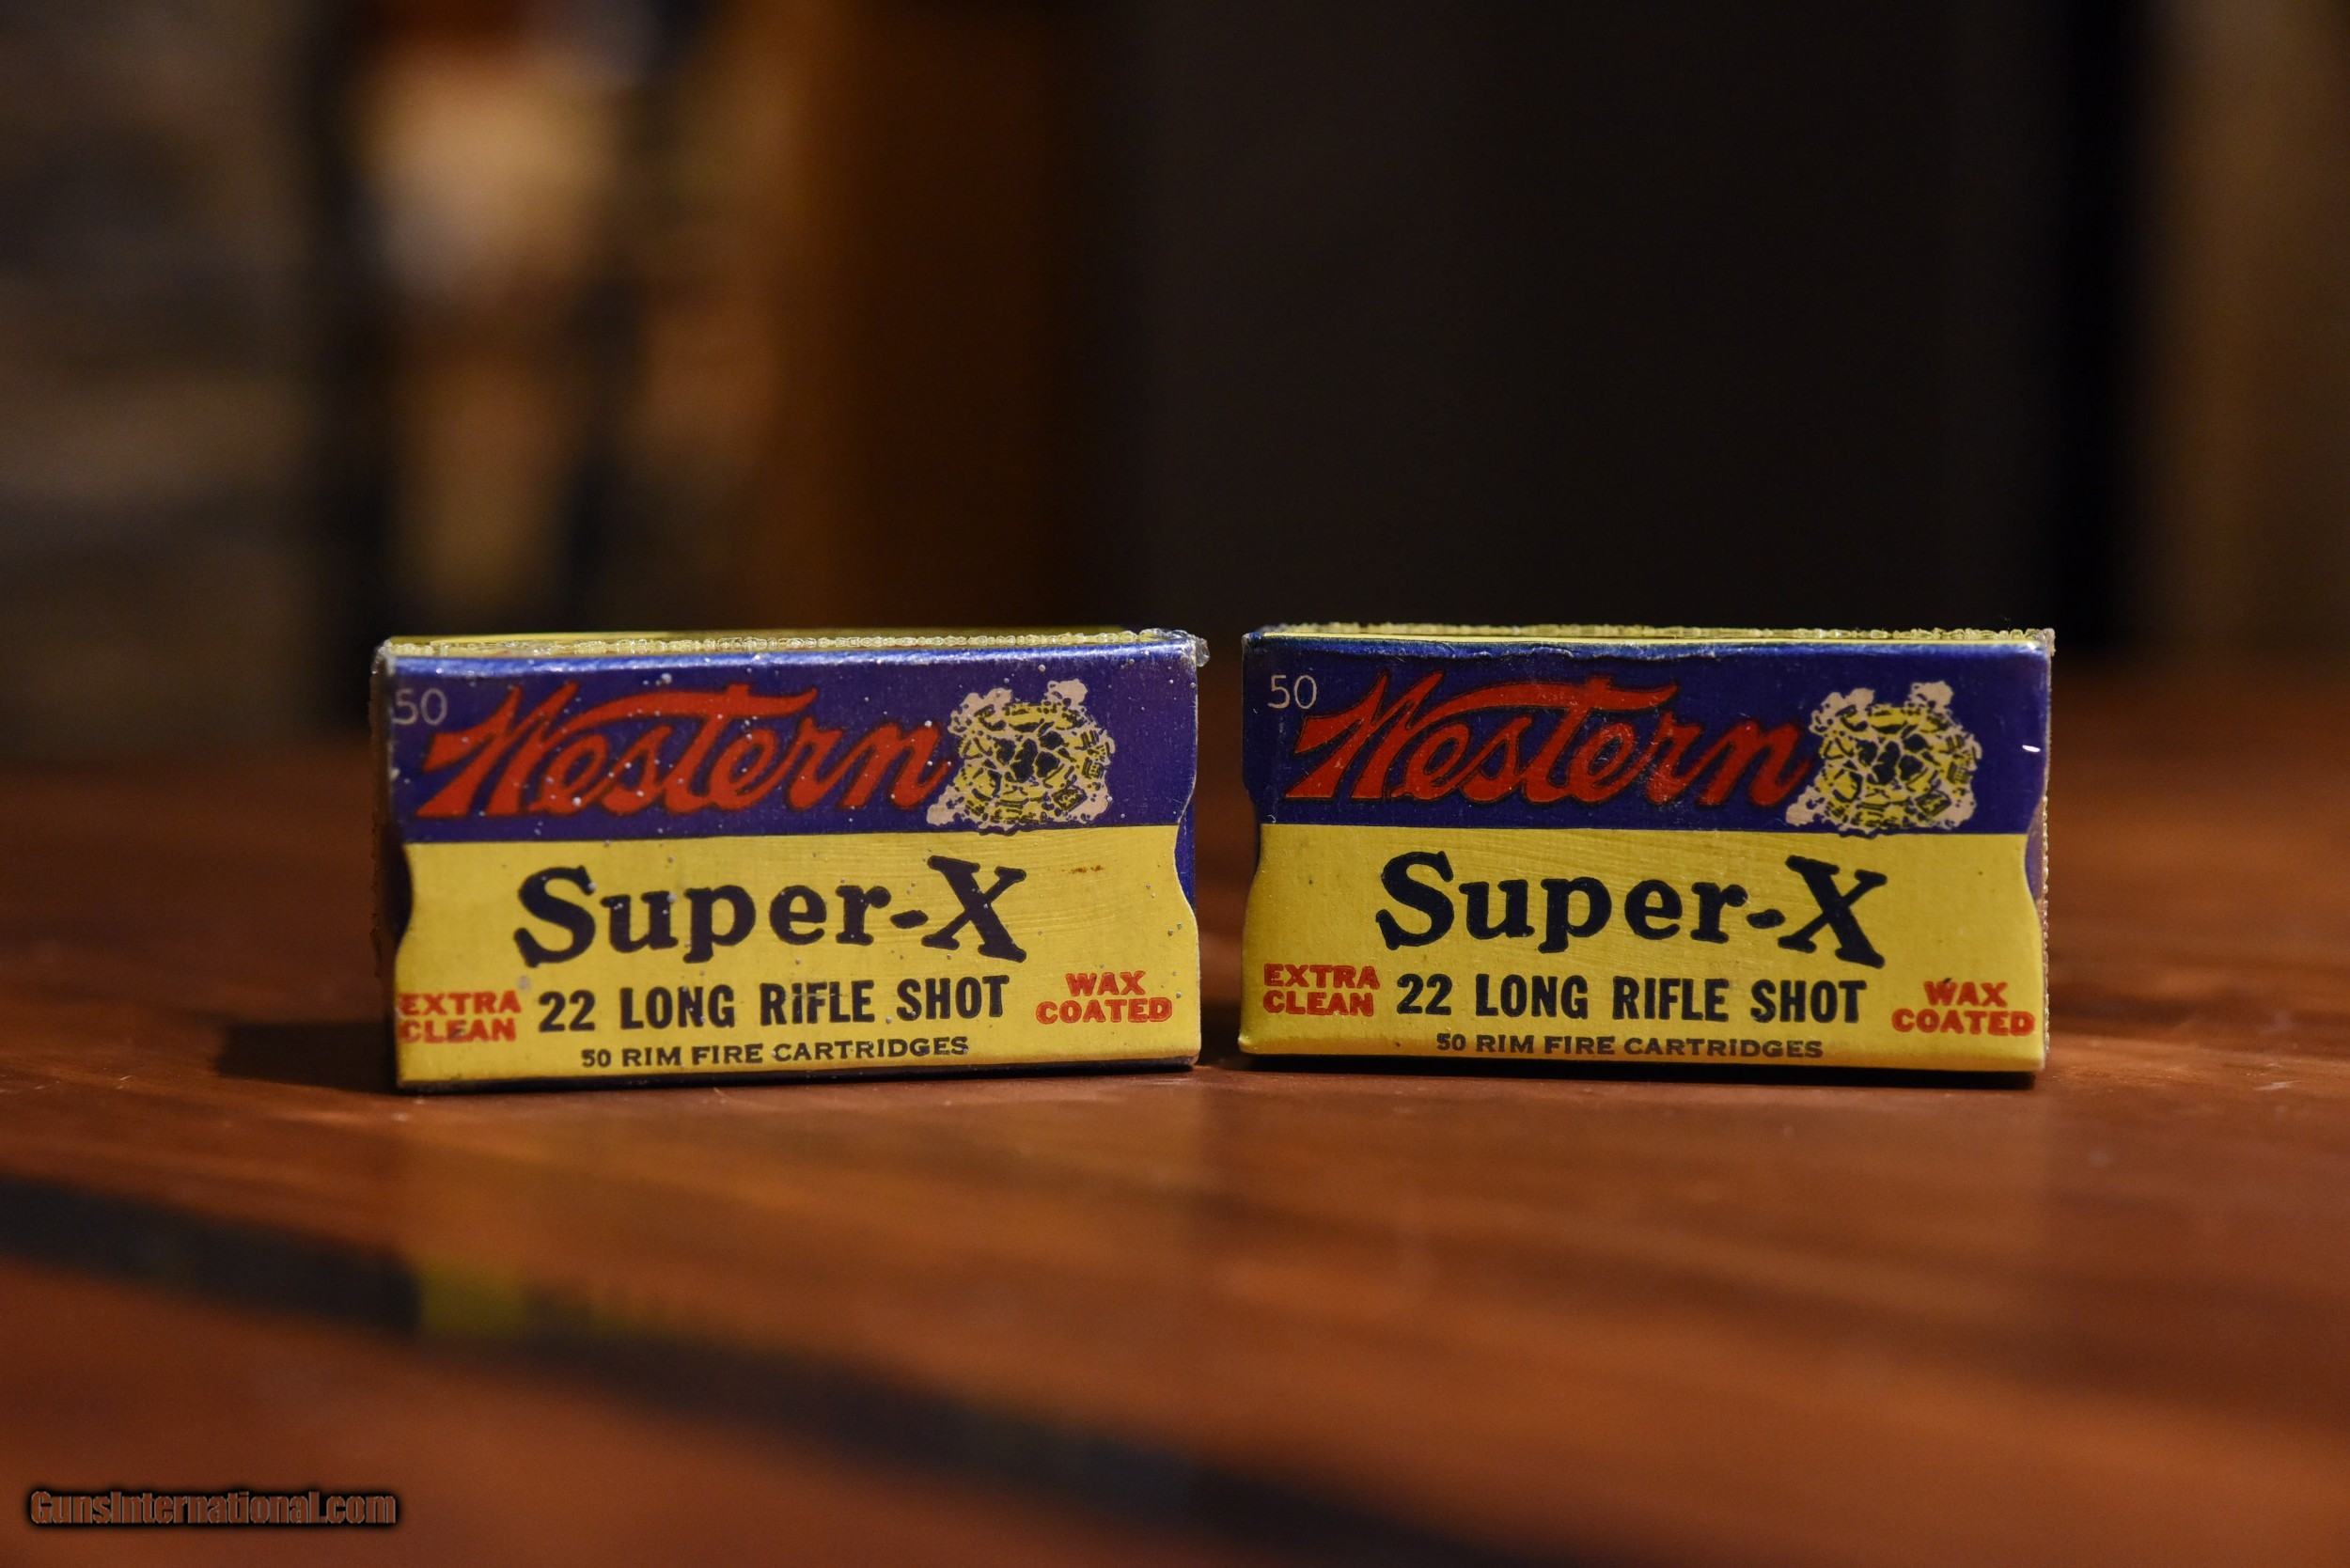 50 Western
Super-X
EXTRA CLEAN 22 LONG RIFLE SHOT WAX COATED
50 RIM FIRE CARTRIDGES
50 Western
Super-X
EXTRA CLEAN 22 LONG RIFLE SHOT WAX COATED
50 RIM FIRE CARTRIDGES
GunsInternational.com